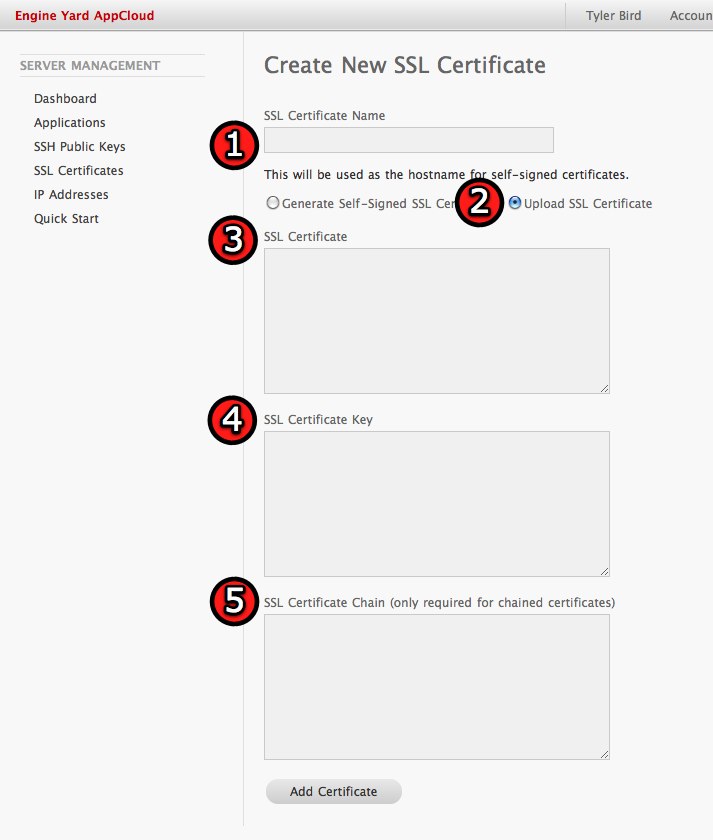 Engine Yard AppCloud
Tyler Bird
Accoun
SERVER MANAGEMENT
Dashboard
Applications
SSH Public Keys
SSL Certificates
IP Addresses
Quick Start
Create New SSL Certificate
SSL Certificate Name
1
This will be used as the hostname for self-signed certificates.
Generate Self-Signed SSL Cer 2 Upload SSL Certificate
3 SSL Certificate
4 SSL Certificate Key
5 SSL Certificate Chain (only required for chained certificates)
Add Certificate